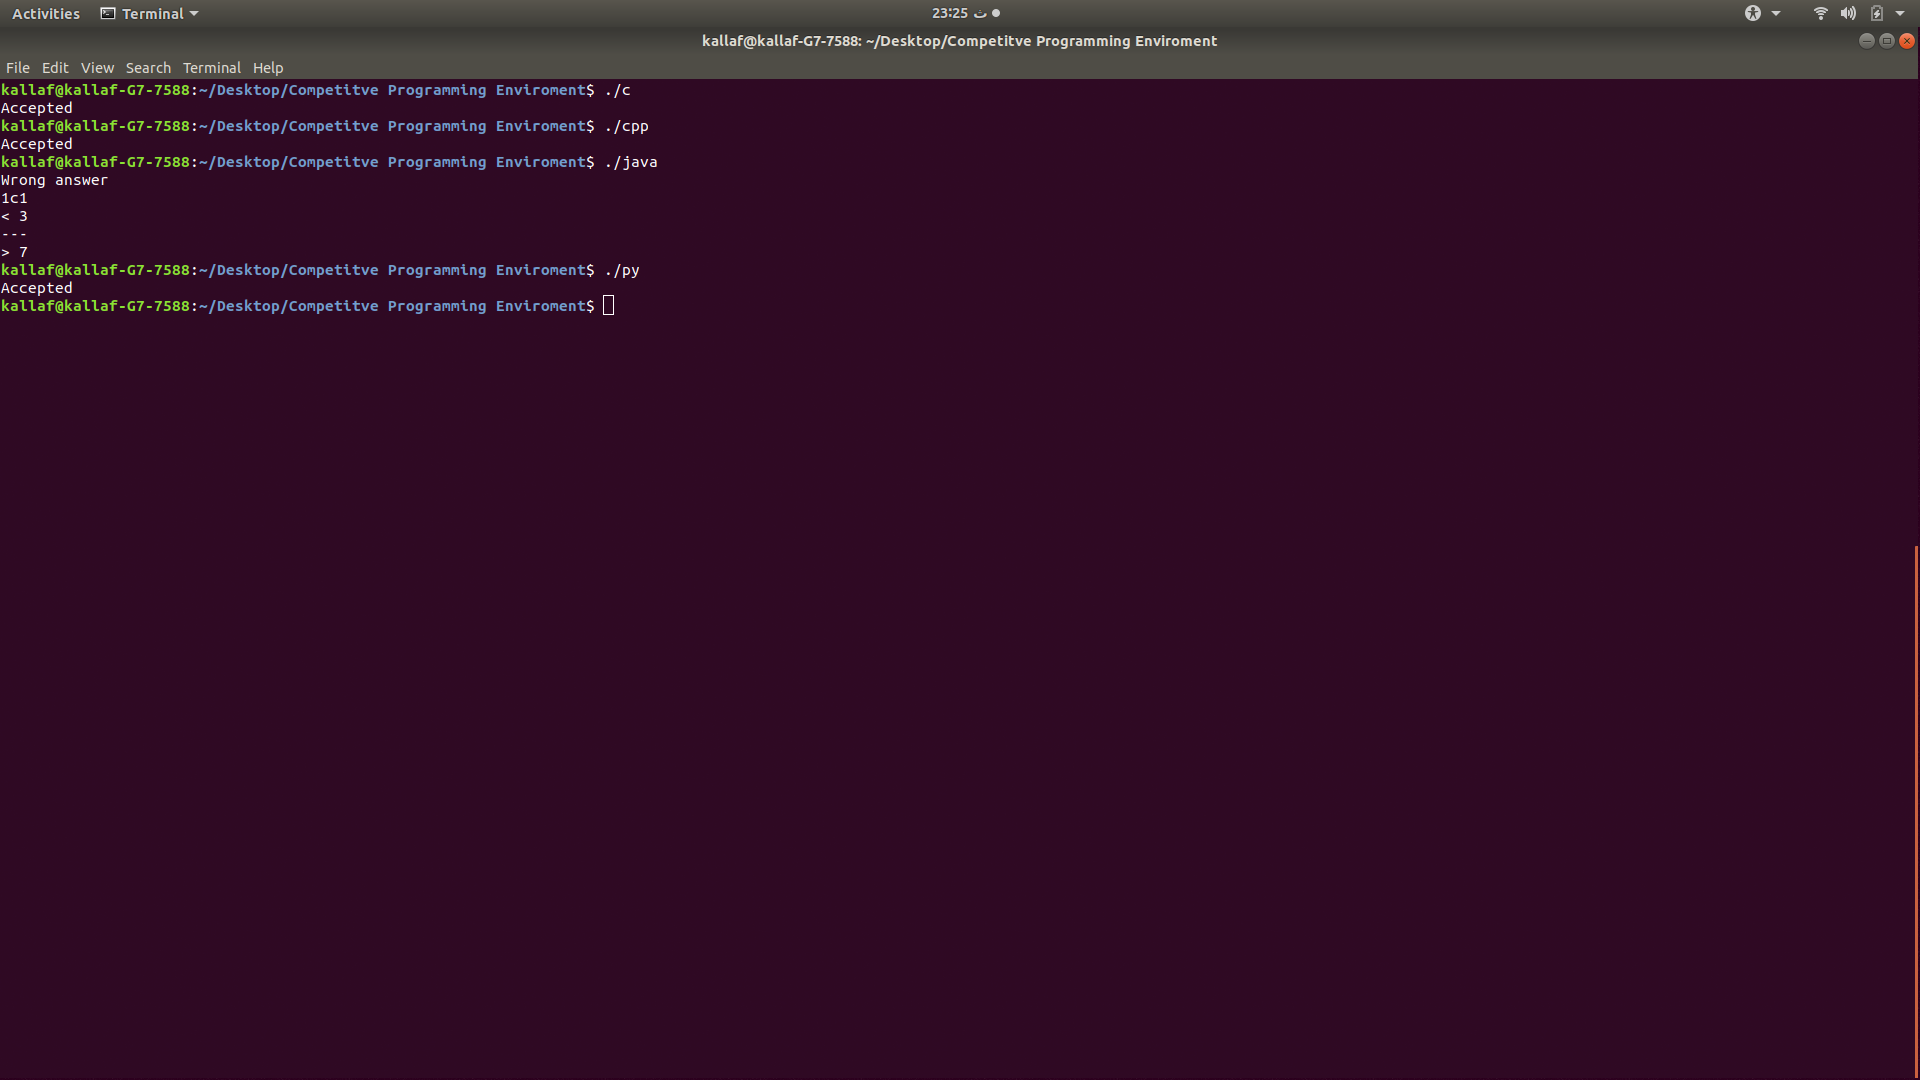 Activities Terminal 23:25 ث
kallaf@kallaf-G7-7588: ~/Desktop/Competitve Programming Enviroment
File Edit View Search Terminal Help
kallaf@kallaf-G7-7588:~/Desktop/Competitve Programming Enviroment$ ./c
Accepted
kallaf@kallaf-G7-7588:~/Desktop/Competitve Programming Enviroment$ ./cpp
Accepted
kallaf@kallaf-G7-7588:~/Desktop/Competitve Programming Enviroment$ ./java
Wrong answer
1c1
< 3
---
> 7
kallaf@kallaf-G7-7588:~/Desktop/Competitve Programming Enviroment$ ./py
Accepted
kallaf@kallaf-G7-7588:~/Desktop/Competitve Programming Enviroment$